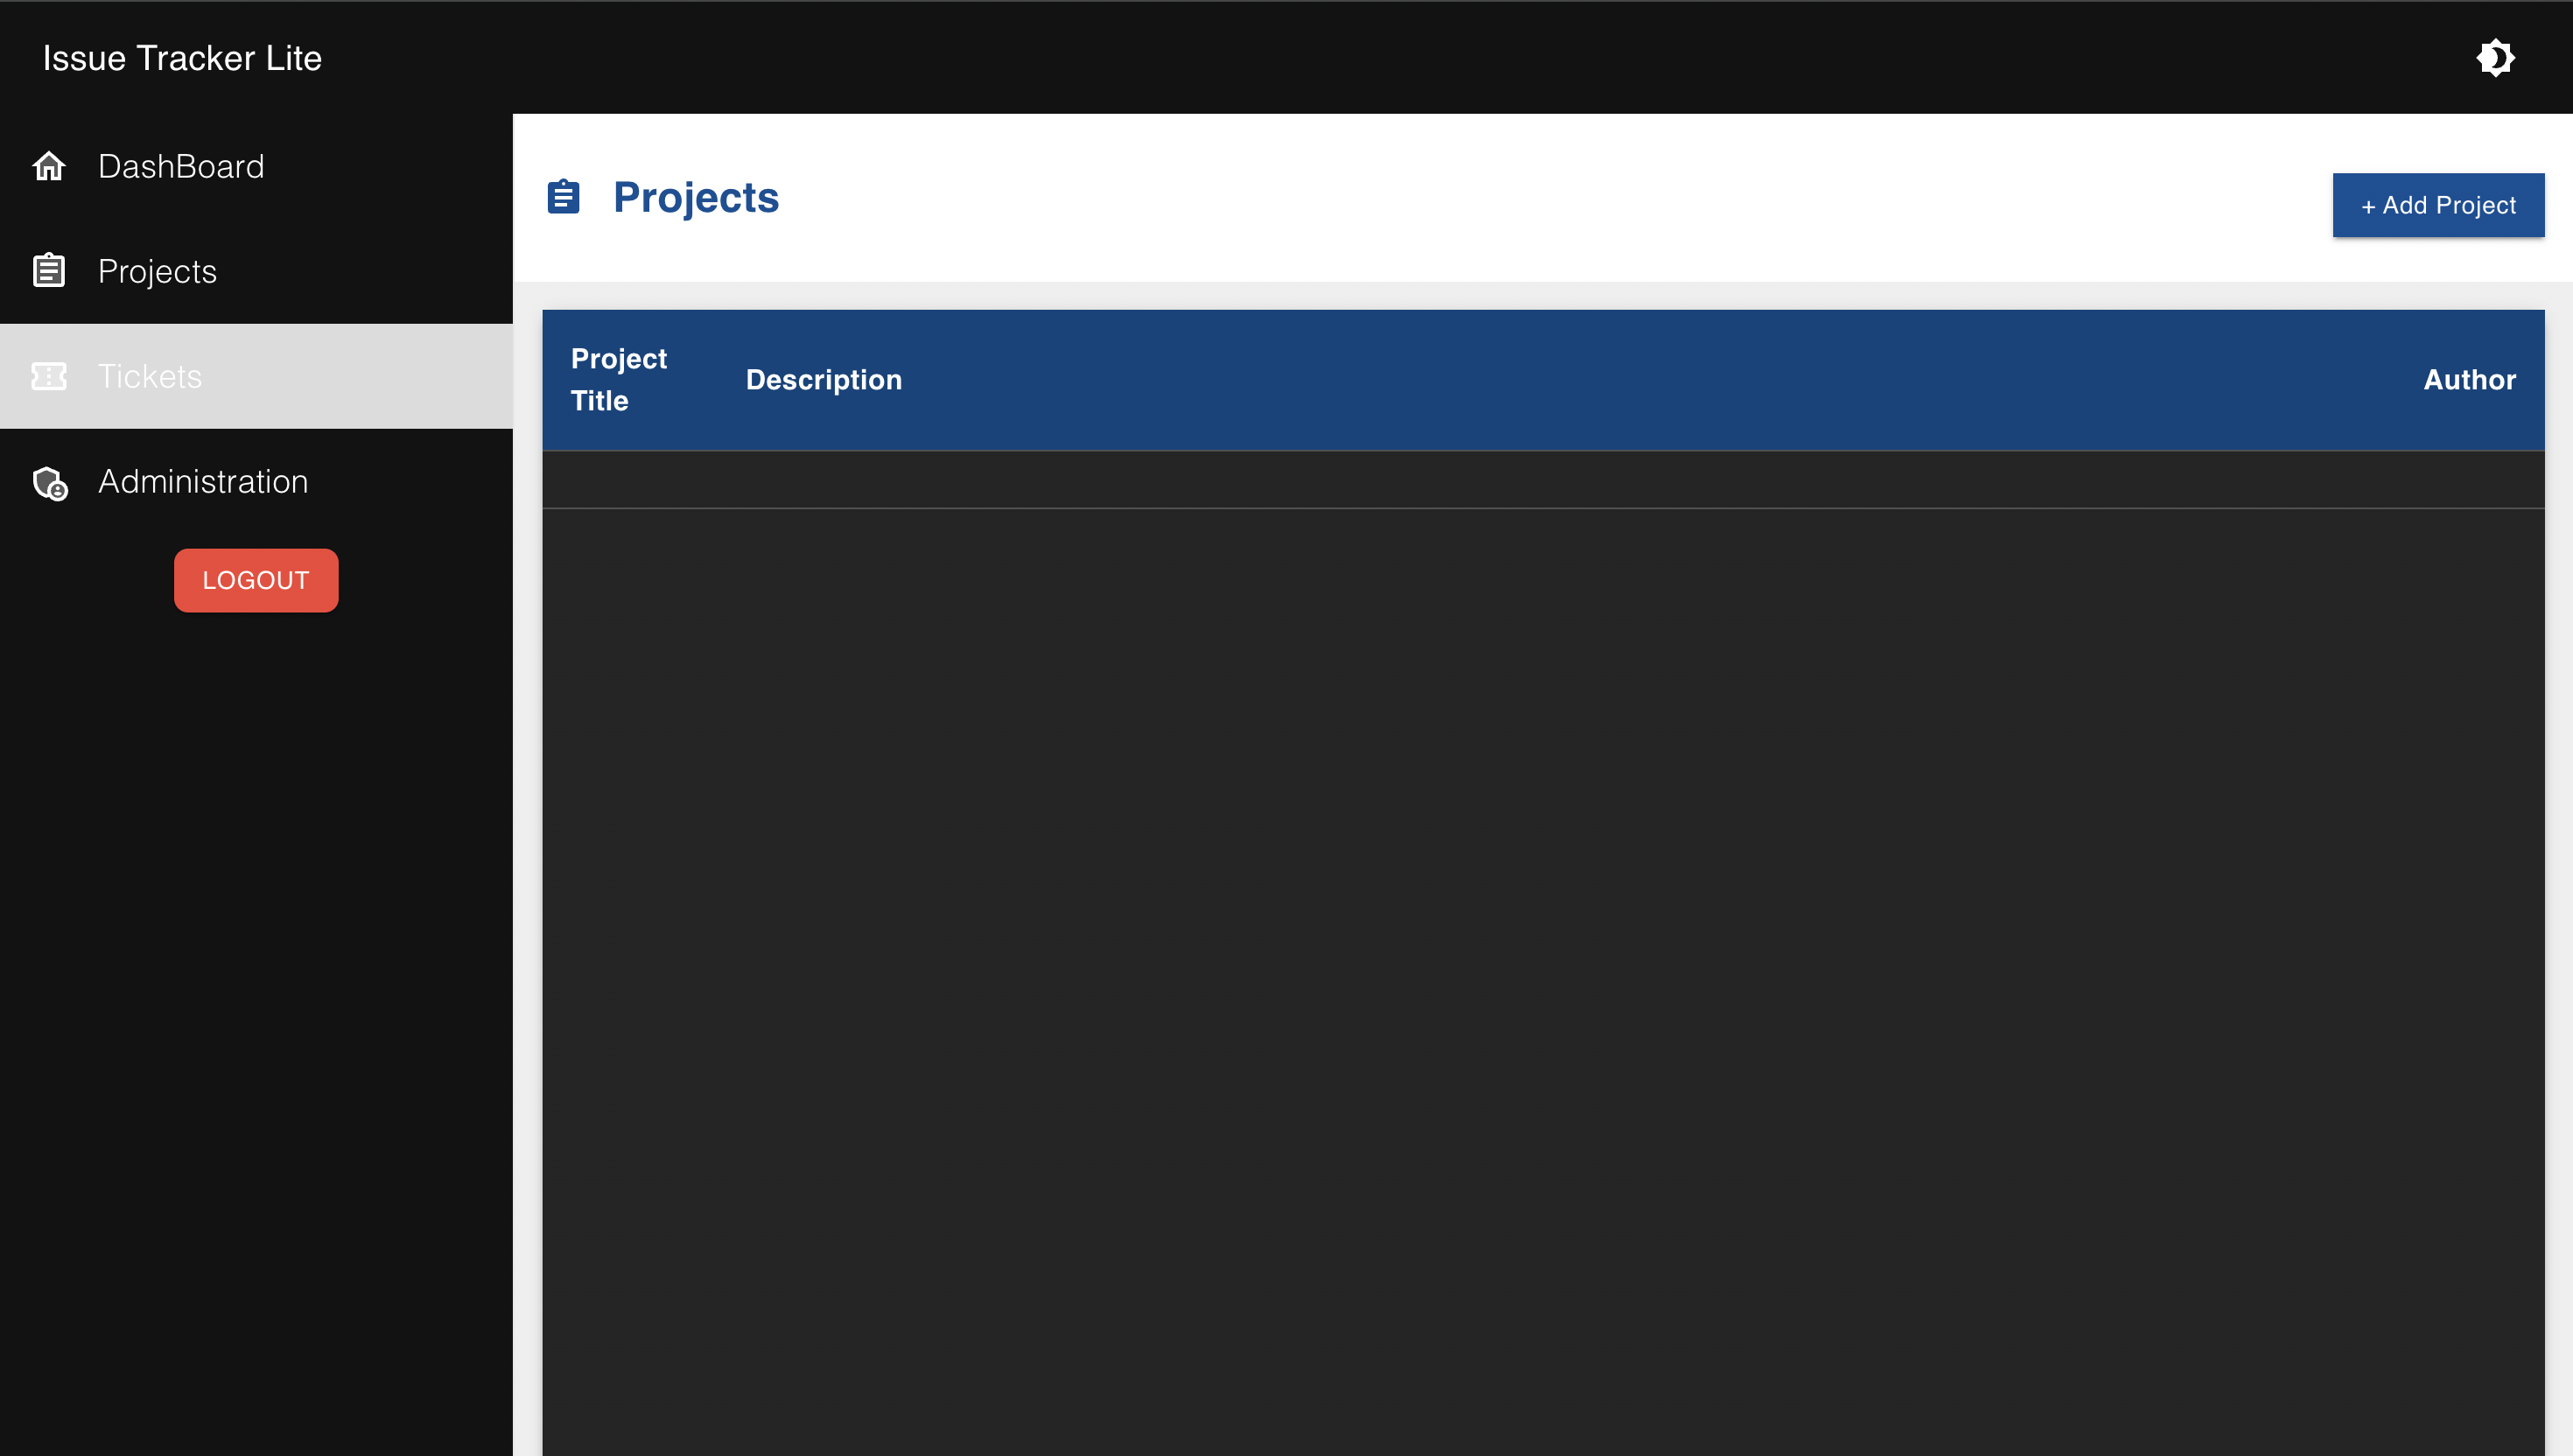 Issue Tracker Lite
DashBoard
Projects
Tickets
Administration
LOGOUT
Projects
+ Add Project
Project
Title
Description
Author